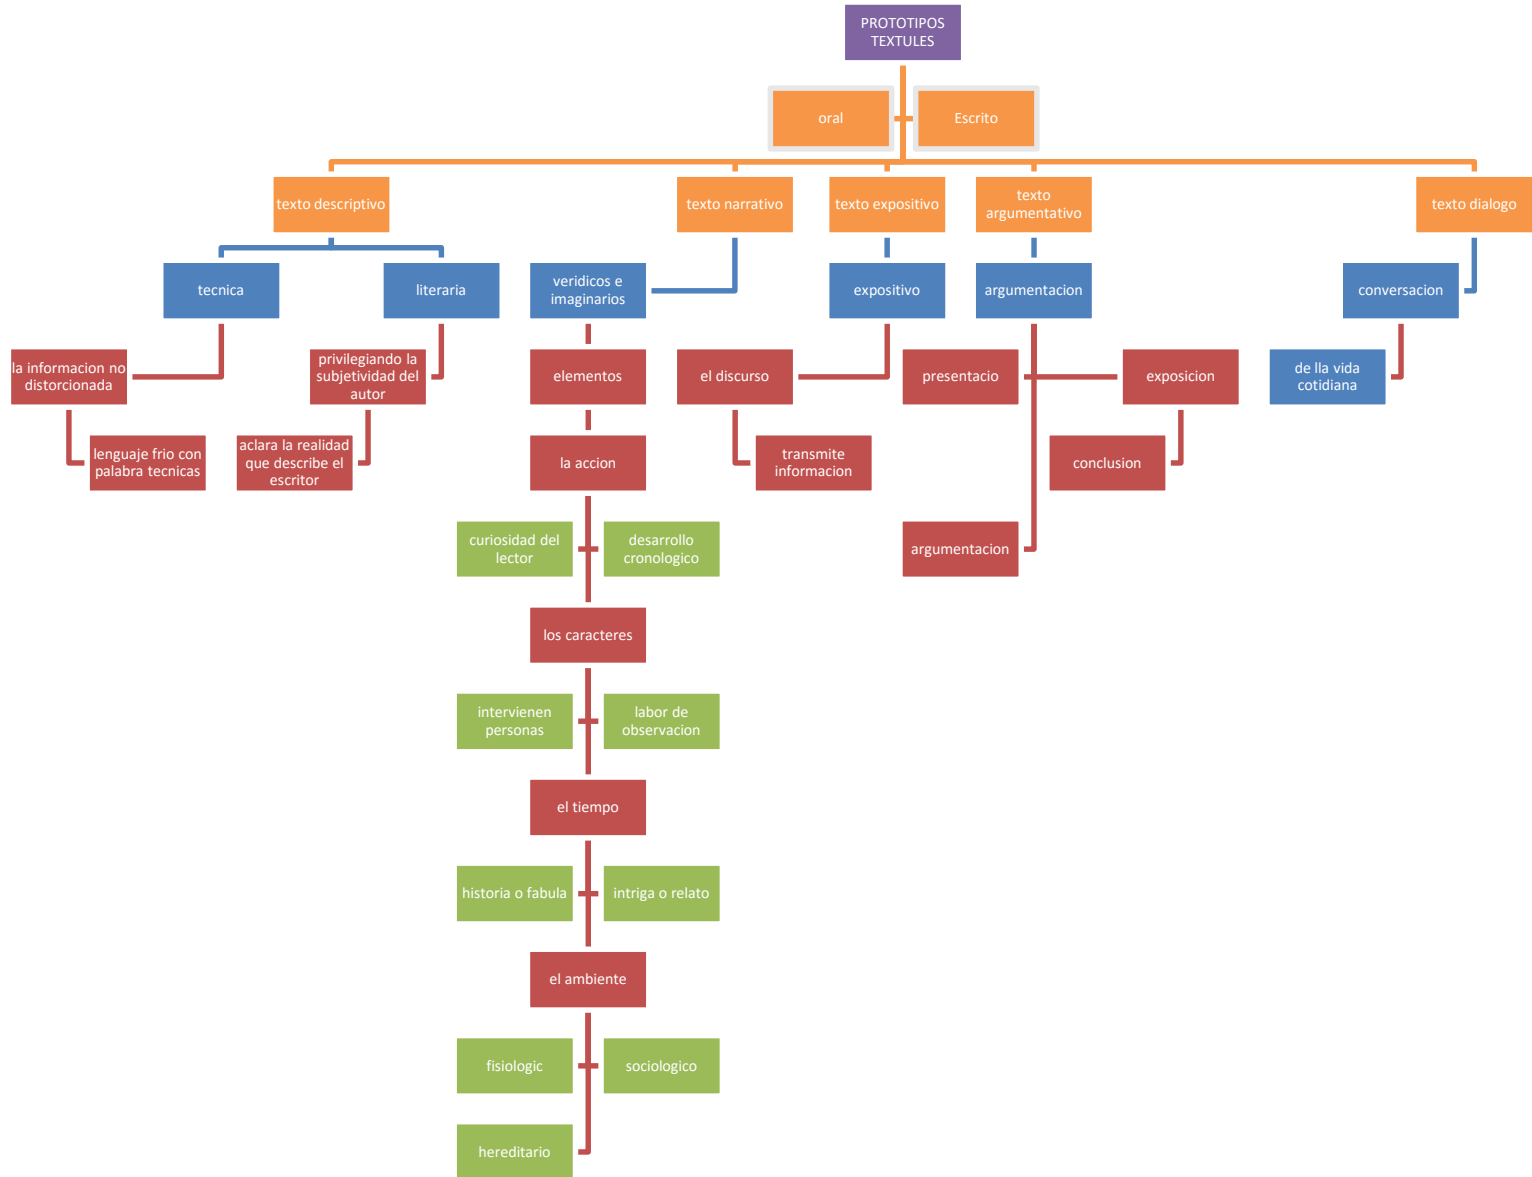 PROTOTIPOS
TEXTULES
oral
Escrito
texto descriptivo
texto narrativo
texto expositivo
texto
argumentativo
texto dialogo
tecnica
literaria
veridicos e
imaginarios
expositivo
argumentacion
conversacion
la informacion no
distorcionada
privilegiando la
subjetividad del
autor
elementos
el discurso
presentacio
exposicion
de lla vida
cotidiana
lenguaje frio con
palabra tecnicas
aclara la realidad
que describe el
escritor
la accion
transmite
informacion
conclusion
curiosidad del
lector
desarrollo
cronologico
argumentacion
los caracteres
intervienen
personas
labor de
observacion
el tiempo
historia o fabula
intriga o relato
el ambiente
fisiologic
sociologico
hereditario